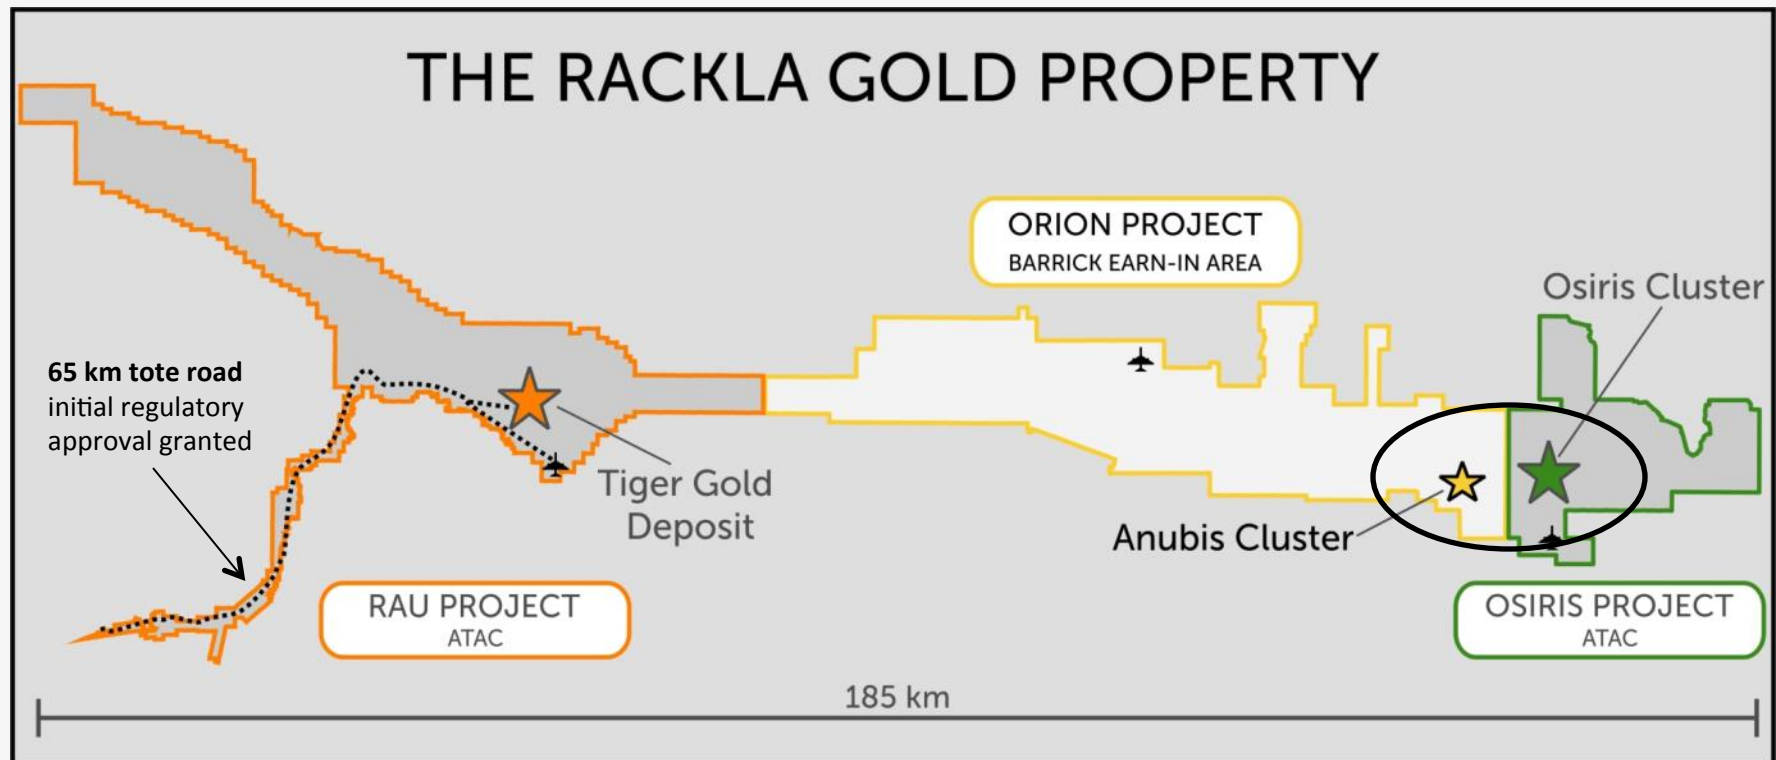 THE RACKLA GOLD PROPERTY
ORION PROJECT
BARRICK EARN-IN AREA
Osiris Cluster
65 km tote road
initial regulatory
approval granted
Tiger Gold
Deposit
Anubis Cluster
RAU PROJECT
ATAC
OSIRIS PROJECT
ATAC
185 km